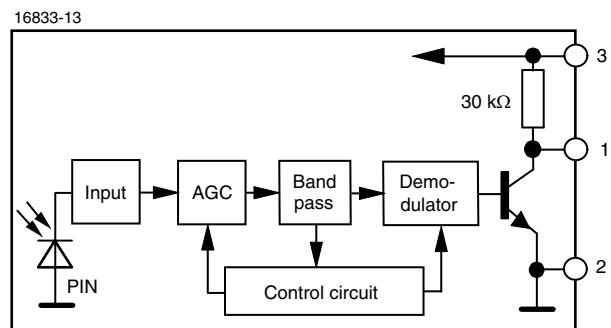 16833-13
3
30 kΩ
1
Input
AGC
Band
pass
Demo-
dulator
2
PIN
Control circuit